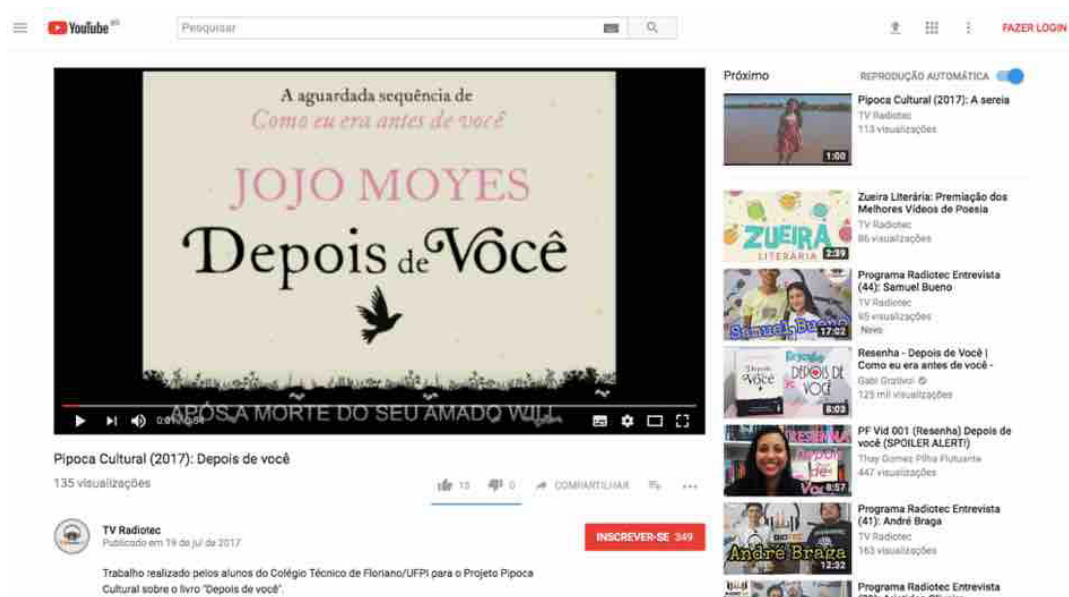 YouTube BR
Pesquisar
FAZER LOGIN
A aguardada sequência de
Como eu era antes de você
JOJO MOYES
Depois de Você
APÓS A MORTE DO SEU AMADO WILL,
Pipoca Cultural (2017): Depois de você
135 visualizações
15
0
COMPARTILHAR
TV Radiotec
Publicado em 19 de jul de 2017
INSCREVER-SE 349
Trabalho realizado pelos alunos do Colégio Técnico de Floriano/UFPI para o Projeto Pipoca
Cultural sobre o livro "Depois de você".
Próximo
REPRODUÇÃO AUTOMÁTICA
Pipoca Cultural (2017): A sereia
TV Radiotec
113 visualizações
1:00
Zueira Literária: Premiação dos
Melhores Vídeos de Poesia
TV Radiotec
86 visualizações
ZUEIRA
LITERÁRIA
2:39
Programa Radiotec Entrevista
(44): Samuel Bueno
TV Radiotec
95 visualizações
Novo
Samuel Bueno
17:02
Resenha - Depois de Você |
Como eu era antes de você -
125 mil visualizações
Resenha
DEPOIS DE
VOCÊ
8:03
PF Vid 001 (Resenha) Depois de
você (SPOILER ALERT!)
Thay Gomes Pilha Flutuante
447 visualizações
RESENHA
Depois
de
Você
8:57
Programa Radiotec Entrevista
(41): André Braga
TV Radiotec
163 visualizações
André Braga
12:32
Programa Radiotec Entrevista